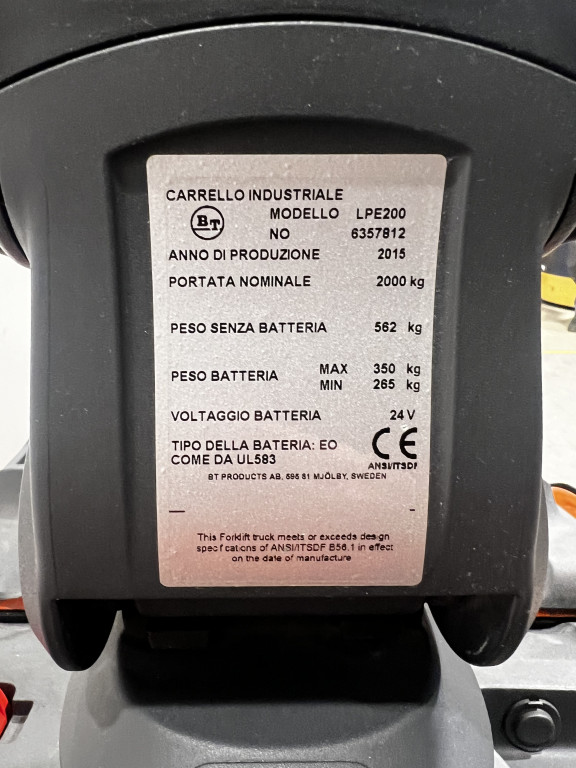 CARRELLO INDUSTRIALE
BT
MODELLO LPE200
NO 6357812
ANNO DI PRODUZIONE 2015
PORTATA NOMINALE 2000 kg
PESO SENZA BATTERIA 562 kg
PESO BATTERIA MAX 350 kg
MIN 265 kg
VOLTAGGIO BATTERIA 24 V
TIPO DELLA BATERIA: EO
COME DA UL583
CE
ANSI/ITSDF
BT PRODUCTS AB, 595 81 MJÖLBY, SWEDEN
This Forklift truck meets or exceeds design
specifications of ANSI/ITSDF B56.1 in effect
on the date of manufacture